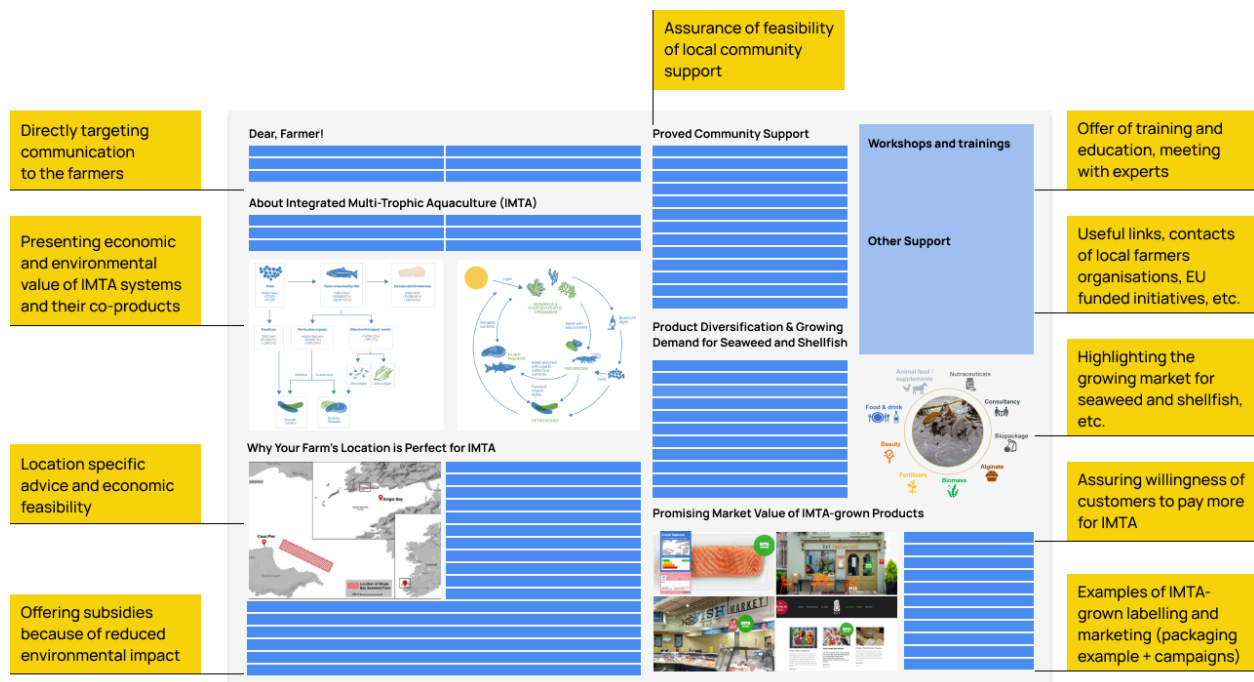 Assurance of feasibility
of local community
support
Directly targeting
communication
to the farmers
Presenting economic
and environmental
value of IMTA systems
and their co-products
Location specific
advice and economic
feasibility
Offering subsidies
because of reduced
environmental impact
Dear, Farmer!
About Integrated Multi-Trophic Aquaculture (IMTA)
Feed
Light
Why Your Farm's Location is Perfect for IMTA
Proved Community Support
Product Diversification & Growing
Demand for Seaweed and Shellfish
Promising Market Value of IMTA-grown Products
FISH MARKET
Workshops and trainings
Other Support
Animal feed /
supplements
Nutraceuticals
Food & drink
Consultancy
Beauty
Biopackage
Fertilizers
Alginate
Biomass
Offer of training and
education, meeting
with experts
Useful links, contacts
of local farmers
organisations, EU
funded initiatives, etc.
Highlighting the
growing market for
seaweed and shellfish,
etc.
Assuring willingness of
customers to pay more
for IMTA
Examples of IMTA-
grown labelling and
marketing (packaging
example + campaigns)